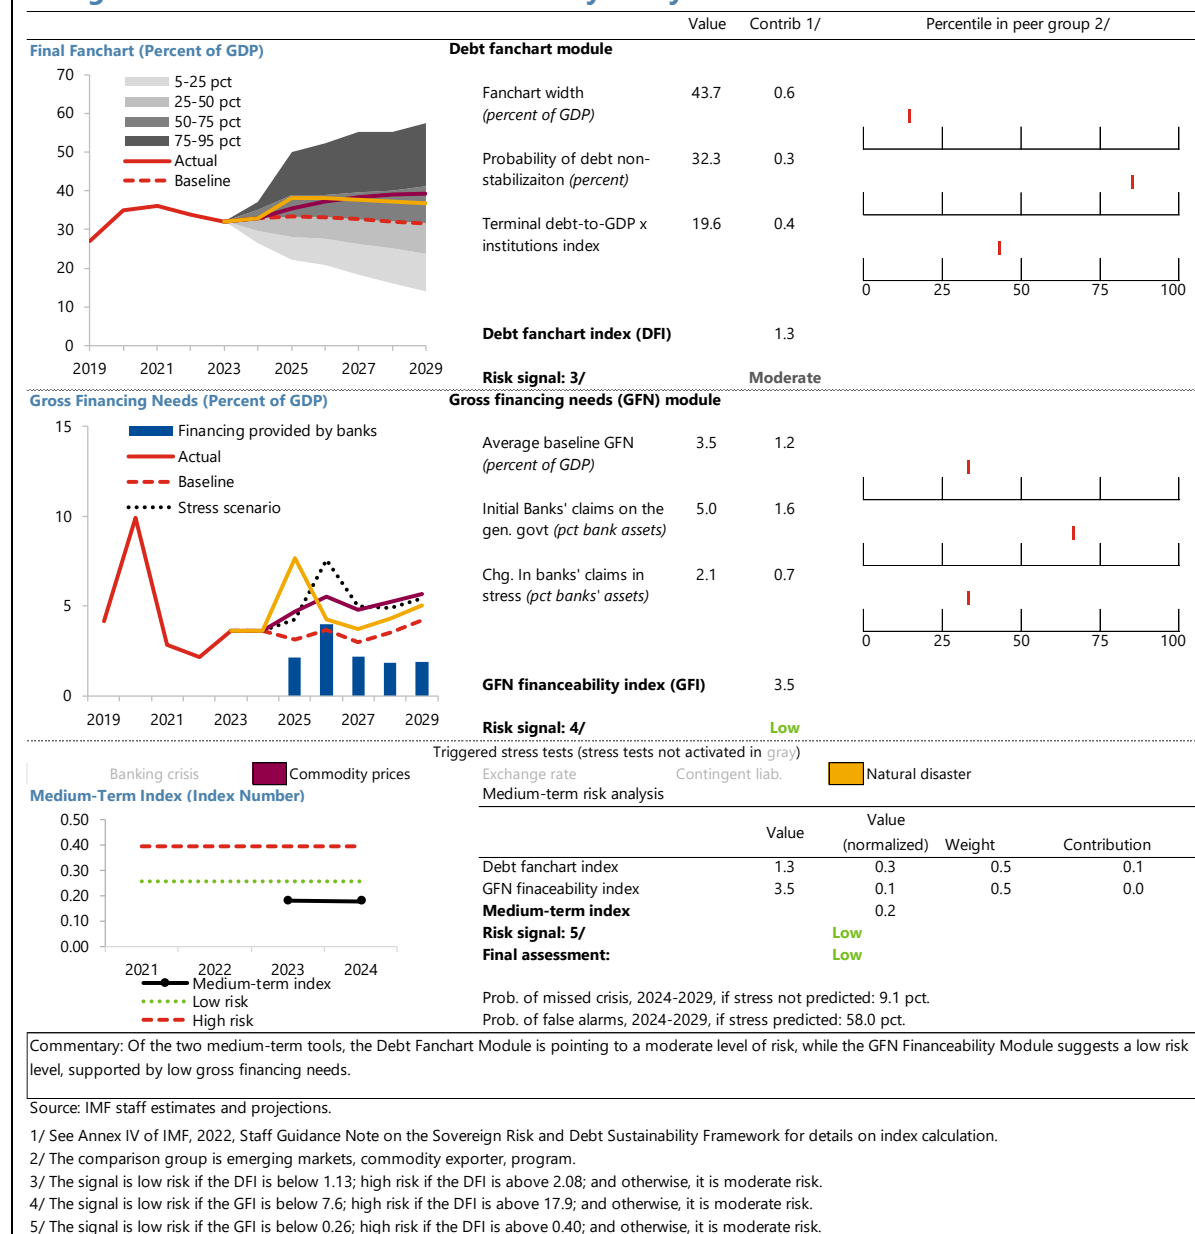 Value Contrib 1/ Percentile in peer group 2/
Final Fanchart (Percent of GDP)
70
60
50
40
30
20
10
0
5-25 pct
25-50 pct
50-75 pct
75-95 pct
Actual
Baseline
2019 2021 2023 2025 2027 2029
Debt fanchart module
Fanchart width 43.7 0.6
(percent of GDP)
Probability of debt non- 32.3 0.3
stabilizaiton (percent)
Terminal debt-to-GDP x 19.6 0.4
institutions index
0 25 50 75 100
Debt fanchart index (DFI) 1.3
Risk signal: 3/ Moderate
Gross Financing Needs (Percent of GDP)
15
10
5
0
Financing provided by banks
Actual
Baseline
Stress scenario
2019 2021 2023 2025 2027 2029
Gross financing needs (GFN) module
Average baseline GFN 3.5 1.2
(percent of GDP)
Initial Banks' claims on the 5.0 1.6
gen. govt (pct bank assets)
Chg. In banks' claims in 2.1 0.7
stress (pct banks' assets)
0 25 50 75 100
GFN financeability index (GFI) 3.5
Risk signal: 4/ Low
Triggered stress tests (stress tests not activated in gray)
Banking crisis Commodity prices Exchange rate Contingent liab. Natural disaster
Medium-Term Index (Index Number)
0.50
0.40
0.30
0.20
0.10
0.00
2021 2022 2023 2024
Medium-term index
Low risk
High risk
Medium-term risk analysis
Value Value
(normalized) Weight Contribution
Debt fanchart index 1.3 0.3 0.5 0.1
GFN finaceability index 3.5 0.1 0.5 0.0
Medium-term index 0.2
Risk signal: 5/ Low
Final assessment: Low
Prob. of missed crisis, 2024-2029, if stress not predicted: 9.1 pct.
Prob. of false alarms, 2024-2029, if stress predicted: 58.0 pct.
Commentary: Of the two medium-term tools, the Debt Fanchart Module is pointing to a moderate level of risk, while the GFN Financeability Module suggests a low risk
level, supported by low gross financing needs.
Source: IMF staff estimates and projections.
1/ See Annex IV of IMF, 2022, Staff Guidance Note on the Sovereign Risk and Debt Sustainability Framework for details on index calculation.
2/ The comparison group is emerging markets, commodity exporter, program.
3/ The signal is low risk if the DFI is below 1.13; high risk if the DFI is above 2.08; and otherwise, it is moderate risk.
4/ The signal is low risk if the GFI is below 7.6; high risk if the DFI is above 17.9; and otherwise, it is moderate risk.
5/ The signal is low risk if the GFI is below 0.26; high risk if the DFI is above 0.40; and otherwise, it is moderate risk.